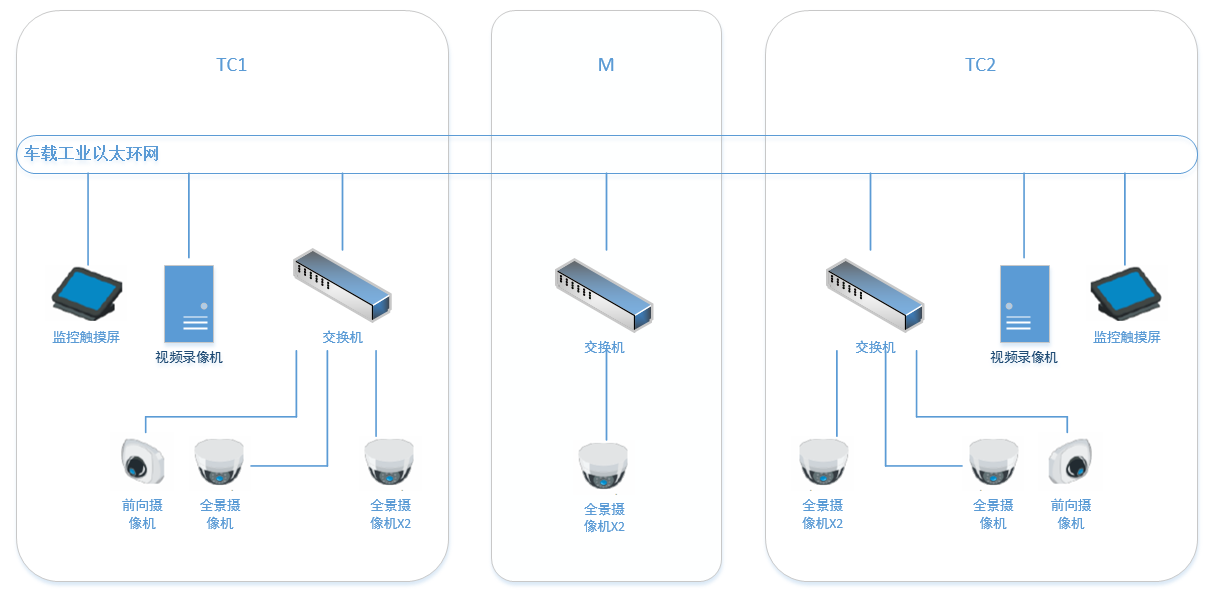 TC1
M
TC2
车载工业以太环网
监控触摸屏
视频录像机
交换机
交换机
交换机
视频录像机
监控触摸屏
前向摄
像机
全景摄
像机
全景摄
像机X2
全景摄
像机X2
全景摄
像机X2
全景摄
像机
前向摄
像机